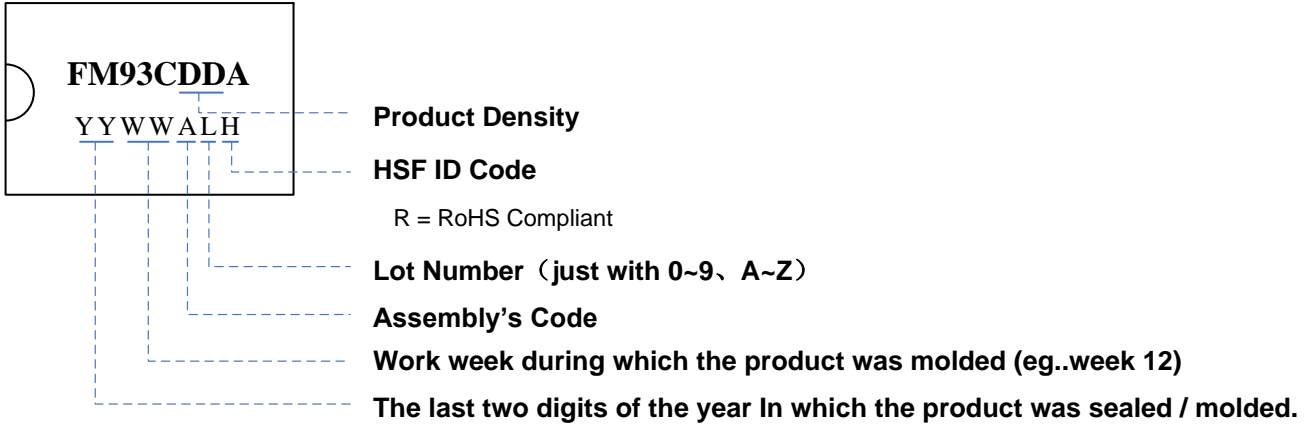 FM93CDDA
YYWWALH
Product Density
HSF ID Code
R = RoHS Compliant
Lot Number（just with 0~9、A~Z）
Assembly’s Code
Work week during which the product was molded (eg..week 12)
The last two digits of the year In which the product was sealed / molded.